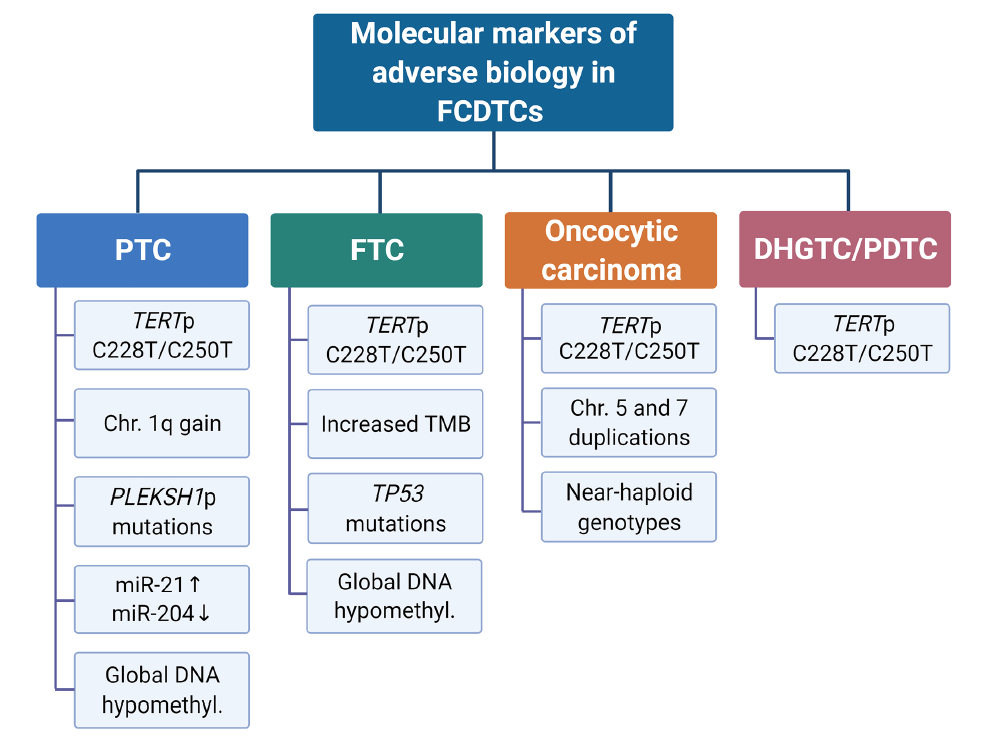 Molecular markers of
adverse biology in
FCDTCs
PTC
TERTp
C228T/C250T
Chr. 1q gain
PLEKSH1p
mutations
miR-21↑
miR-204↓
Global DNA
hypomethyl.
FTC
TERTp
C228T/C250T
Increased TMB
TP53
mutations
Global DNA
hypomethyl.
Oncocytic
carcinoma
TERTp
C228T/C250T
Chr. 5 and 7
duplications
Near-haploid
genotypes
DHGTC/PDTC
TERTp
C228T/C250T